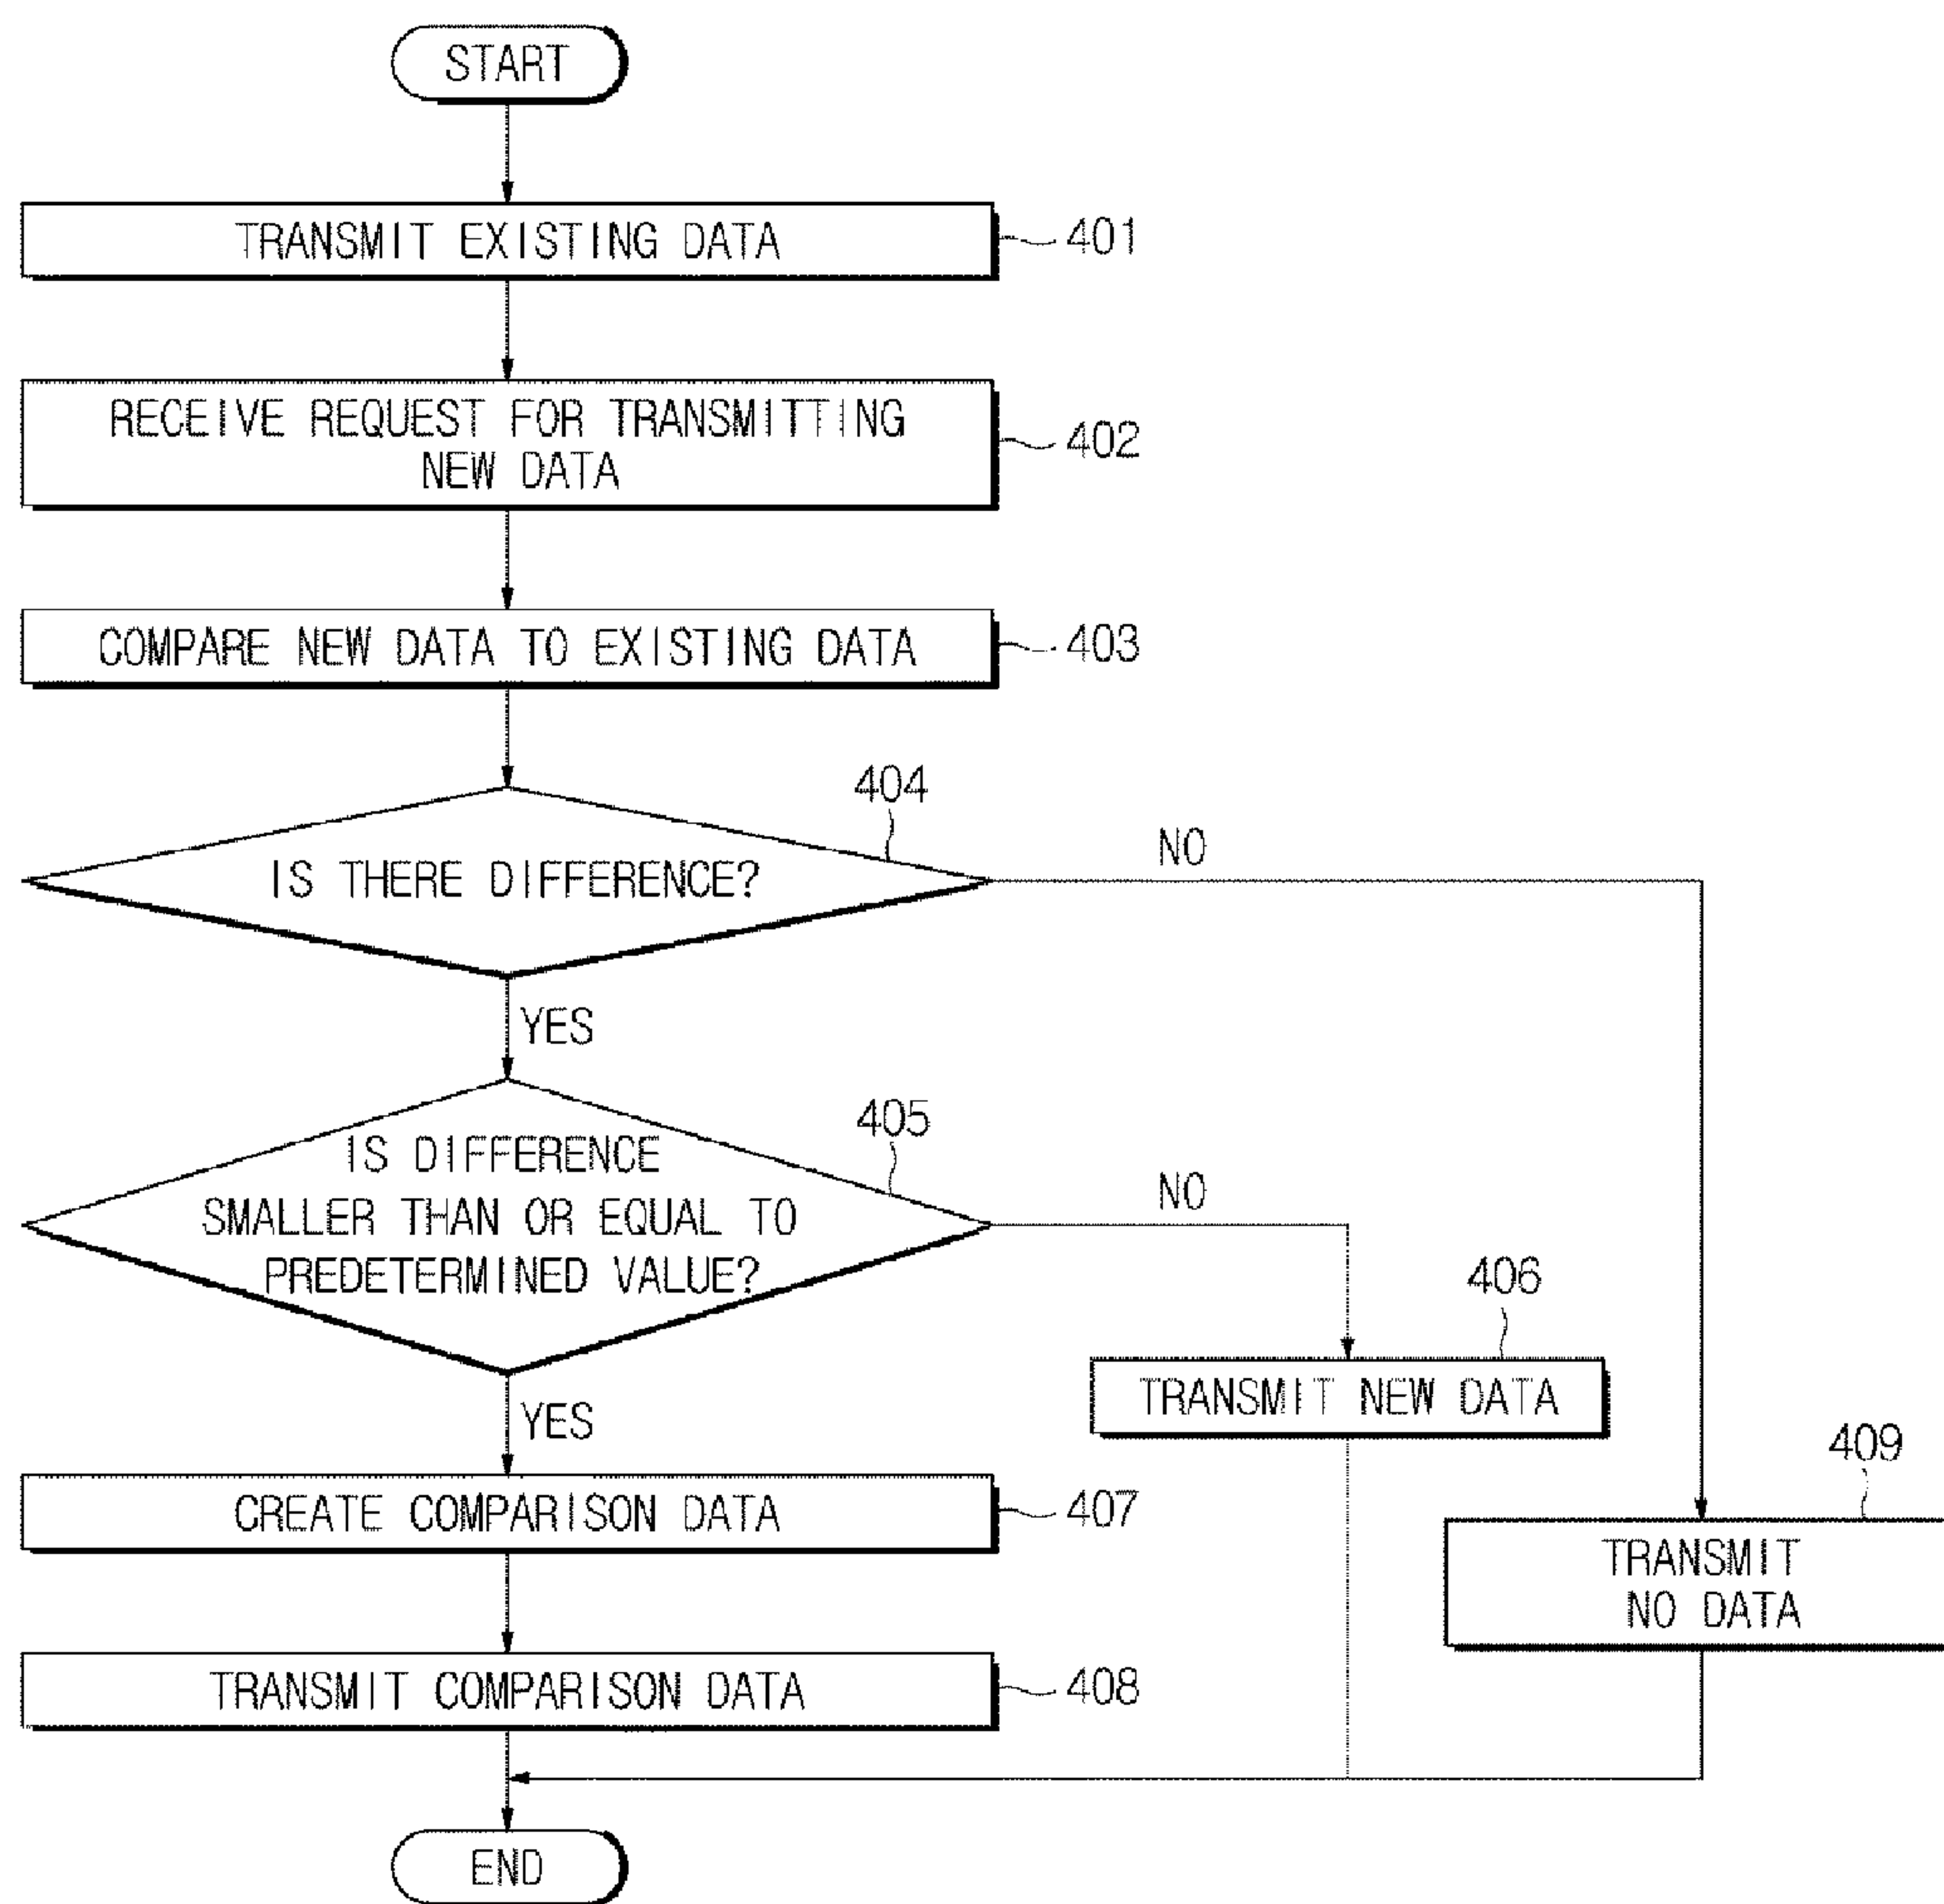 START
TRANSMIT EXISTING DATA
401
RECEIVE REQUEST FOR TRANSMITTING
NEW DATA
402
COMPARE NEW DATA TO EXISTING DATA
403
404
IS THERE DIFFERENCE?
NO
YES
405
IS DIFFERENCE
SMALLER THAN OR EQUAL TO
PREDETERMINED VALUE?
NO
406
TRANSMIT NEW DATA
YES
409
TRANSMIT
NO DATA
CREATE COMPARISON DATA
407
TRANSMIT COMPARISON DATA
408
END